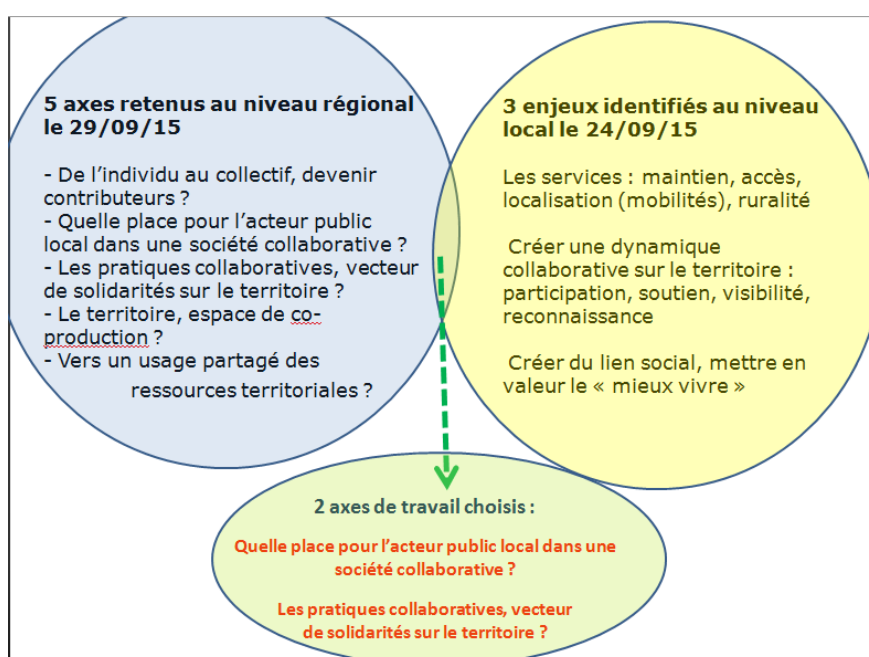 5 axes retenus au niveau régional
le 29/09/15
- De l'individu au collectif, devenir
contributeurs ?
- Quelle place pour l'acteur public
local dans une société collaborative ?
- Les pratiques collaboratives, vecteur
de solidarités sur le territoire ?
- Le territoire, espace de co-
production ?
- Vers un usage partagé des
ressources territoriales ?
3 enjeux identifiés au niveau
local le 24/09/15
Les services : maintien, accès,
localisation (mobilités), ruralité
Créer une dynamique
collaborative sur le territoire :
participation, soutien, visibilité,
reconnaissance
Créer du lien social, mettre en
valeur le « mieux vivre »
2 axes de travail choisis :
Quelle place pour l'acteur public local dans une
société collaborative ?
Les pratiques collaboratives, vecteur
de solidarités sur le territoire ?